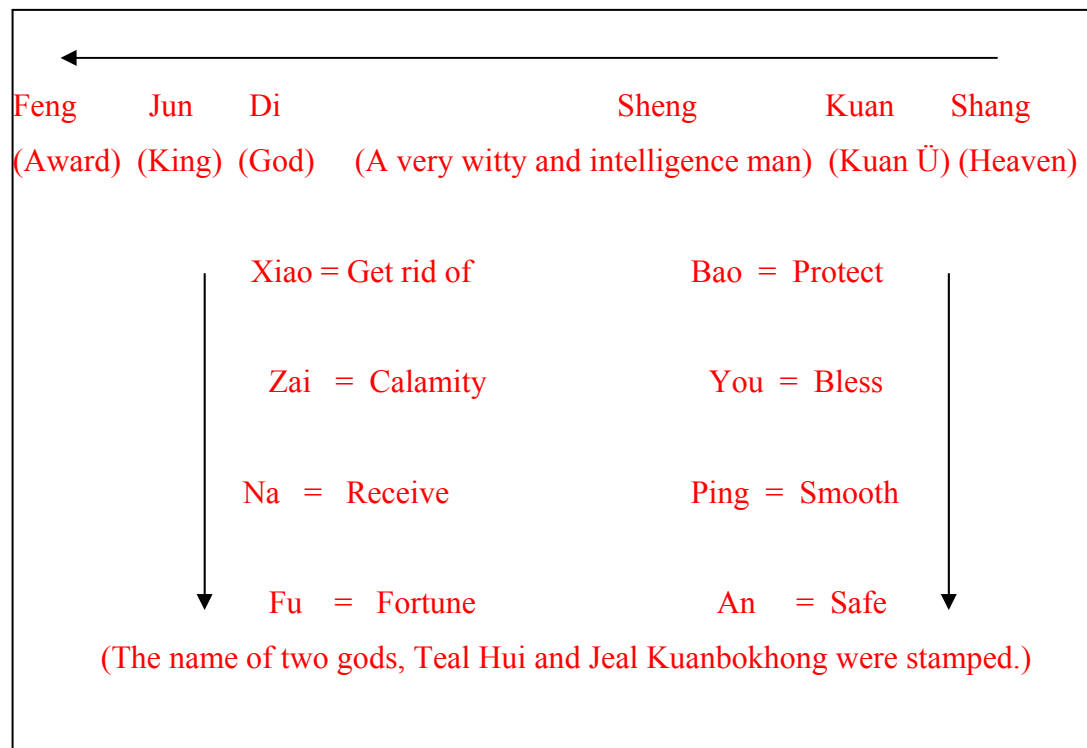 Feng Jun Di Sheng Kuan Shang
(Award) (King) (God) (A very witty and intelligence man) (Kuan Ü) (Heaven)
Xiao = Get rid of Bao = Protect
Zai = Calamity You = Bless
Na = Receive Ping = Smooth
Fu = Fortune An = Safe
(The name of two gods, Teal Hui and Jeal Kuanbokhong were stamped.)